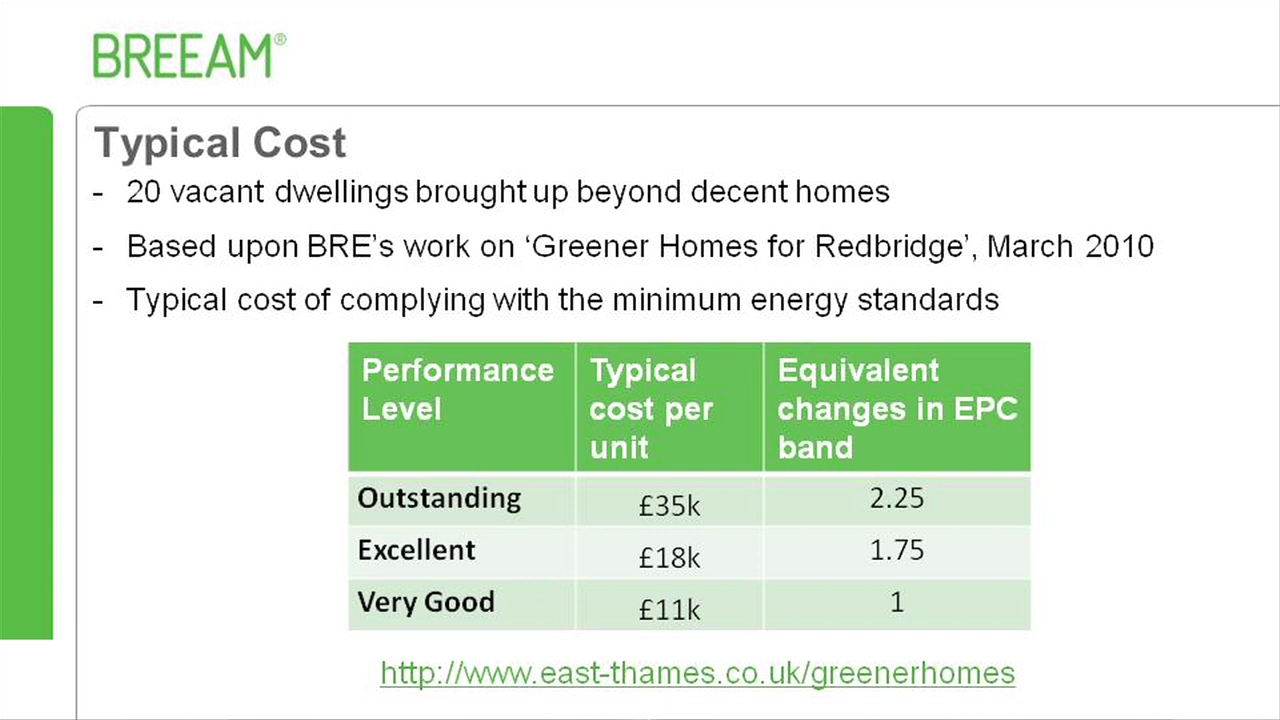 BREEAM®
Typical Cost
- 20 vacant dwellings brought up beyond decent homes
- Based upon BRE’s work on ‘Greener Homes for Redbridge’, March 2010
- Typical cost of complying with the minimum energy standards
Performance Level Typical cost per unit Equivalent changes in EPC band
Outstanding £35k 2.25
Excellent £18k 1.75
Very Good £11k 1
http://www.east-thames.co.uk/greenerhomes